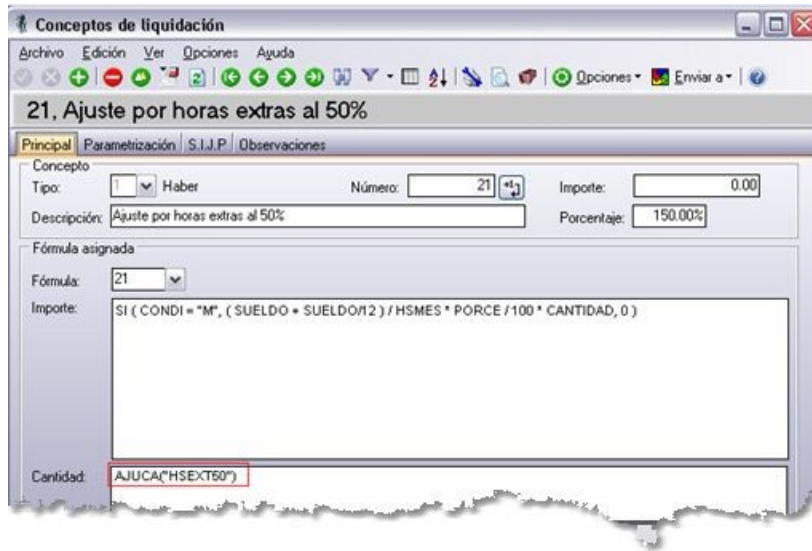 Conceptos de liquidación
Archivo Edición Ver Opciones Ayuda
Opciones Enviar a
21, Ajuste por horas extras al 50%
Principal Parametrización S.I.J.P Observaciones
Concepto
Tipo: 1 Haber Número: 21 +1 Importe: 0.00
Descripción: Ajuste por horas extras al 50% Porcentaje: 150.00%
Fórmula asignada
Fórmula: 21
Importe: SI ( CONDI = "M", ( SUELDO + SUELDO/12 ) / HSMES * PORCE / 100 * CANTIDAD, 0 )
Cantidad: AJUCA("HSEXT50")